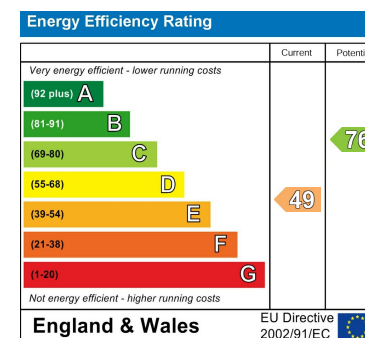 Energy Efficiency Rating
Current Potenti
Very energy efficient - lower running costs
(92 plus) A
(81-91) B
(69-80) C
76
(55-68) D
49
(39-54) E
(21-38) F
(1-20) G
Not energy efficient - higher running costs
England & Wales
EU Directive
2002/91/EC